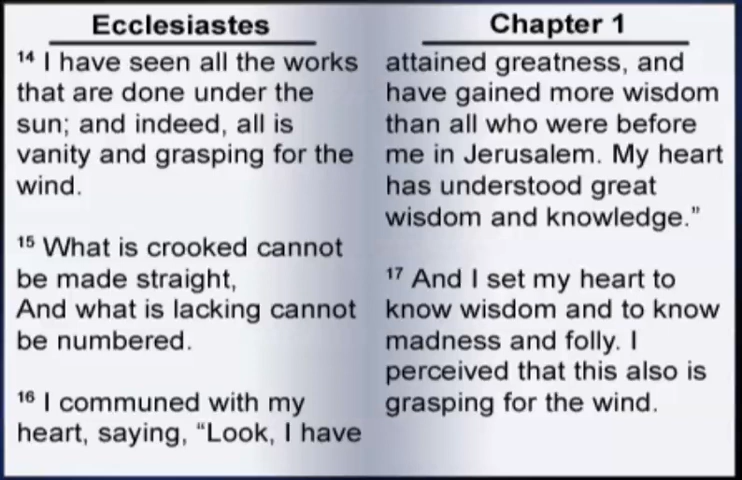 Ecclesiastes
¹⁴ I have seen all the works
that are done under the
sun; and indeed, all is
vanity and grasping for the
wind.
¹⁵ What is crooked cannot
be made straight,
And what is lacking cannot
be numbered.
¹⁶ I communed with my
heart, saying, “Look, I have
Chapter 1
attained greatness, and
have gained more wisdom
than all who were before
me in Jerusalem. My heart
has understood great
wisdom and knowledge.”
¹⁷ And I set my heart to
know wisdom and to know
madness and folly. I
perceived that this also is
grasping for the wind.